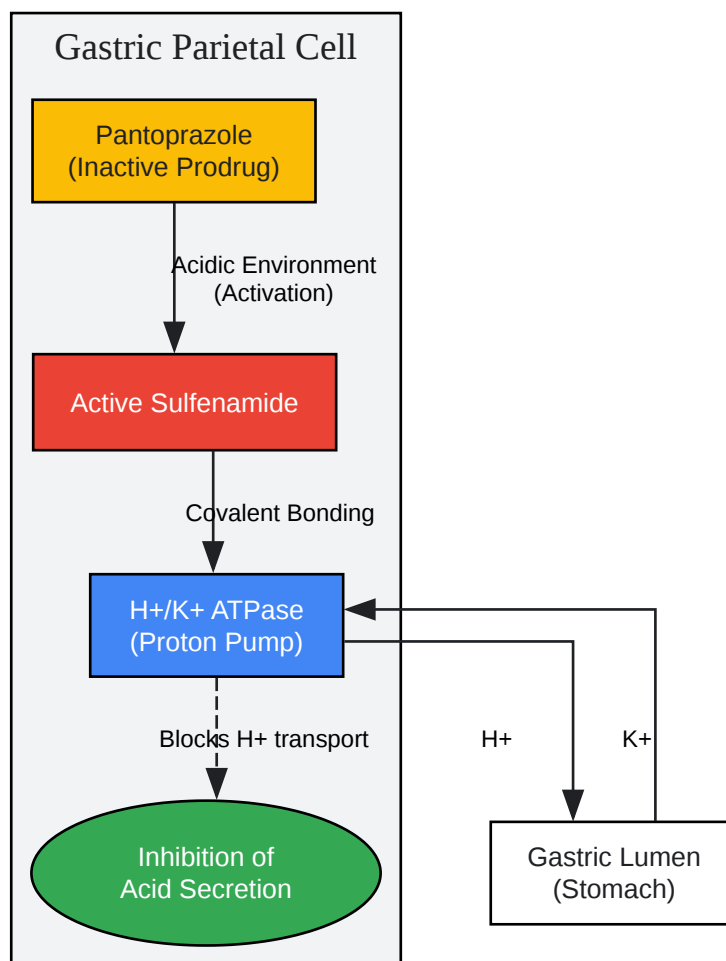 Gastric Parietal Cell
Pantoprazole
(Inactive Prodrug)
Acidic Environment
(Activation)
Active Sulfenamide
Covalent Bonding
H+/K+ ATPase
(Proton Pump)
Blocks H+ transport
H+
K+
Inhibition of
Acid Secretion
Gastric Lumen
(Stomach)